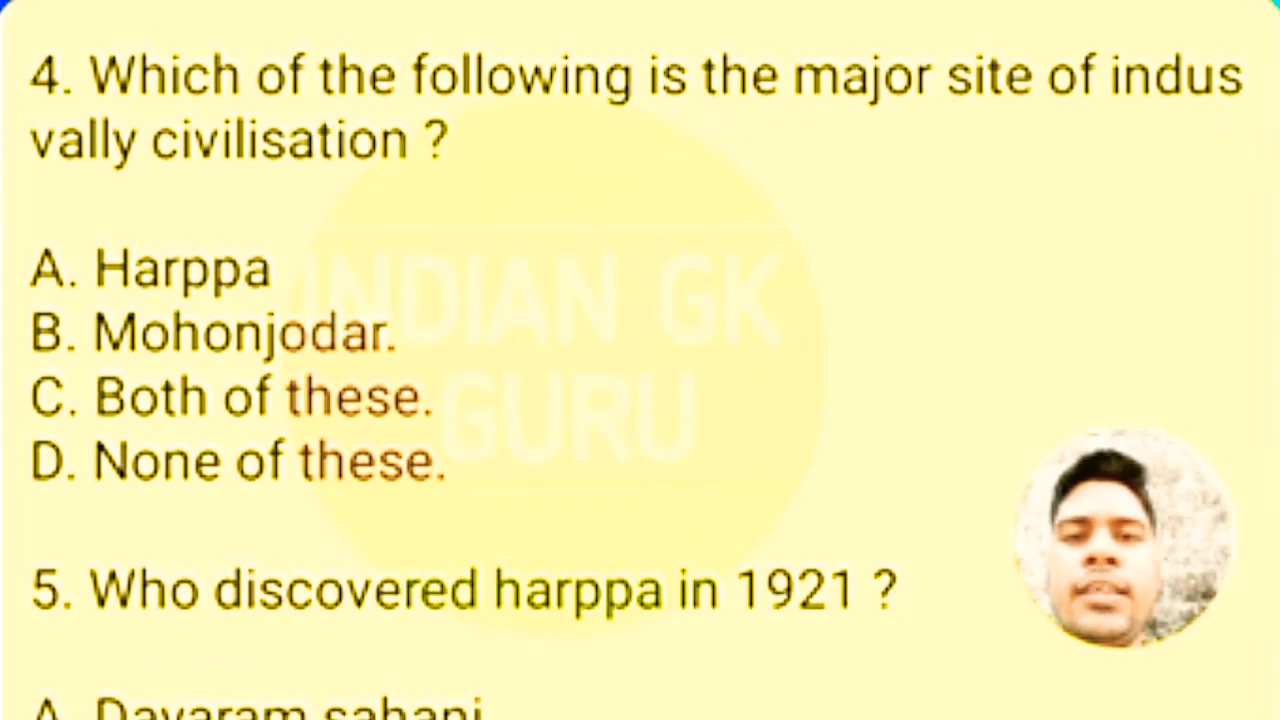 4. Which of the following is the major site of indus
vally civilisation ?
A. Harppa
B. Mohonjodar.
C. Both of these.
D. None of these.
INDIAN GK
GURU
5. Who discovered harppa in 1921 ?
A. Dayaram sahani